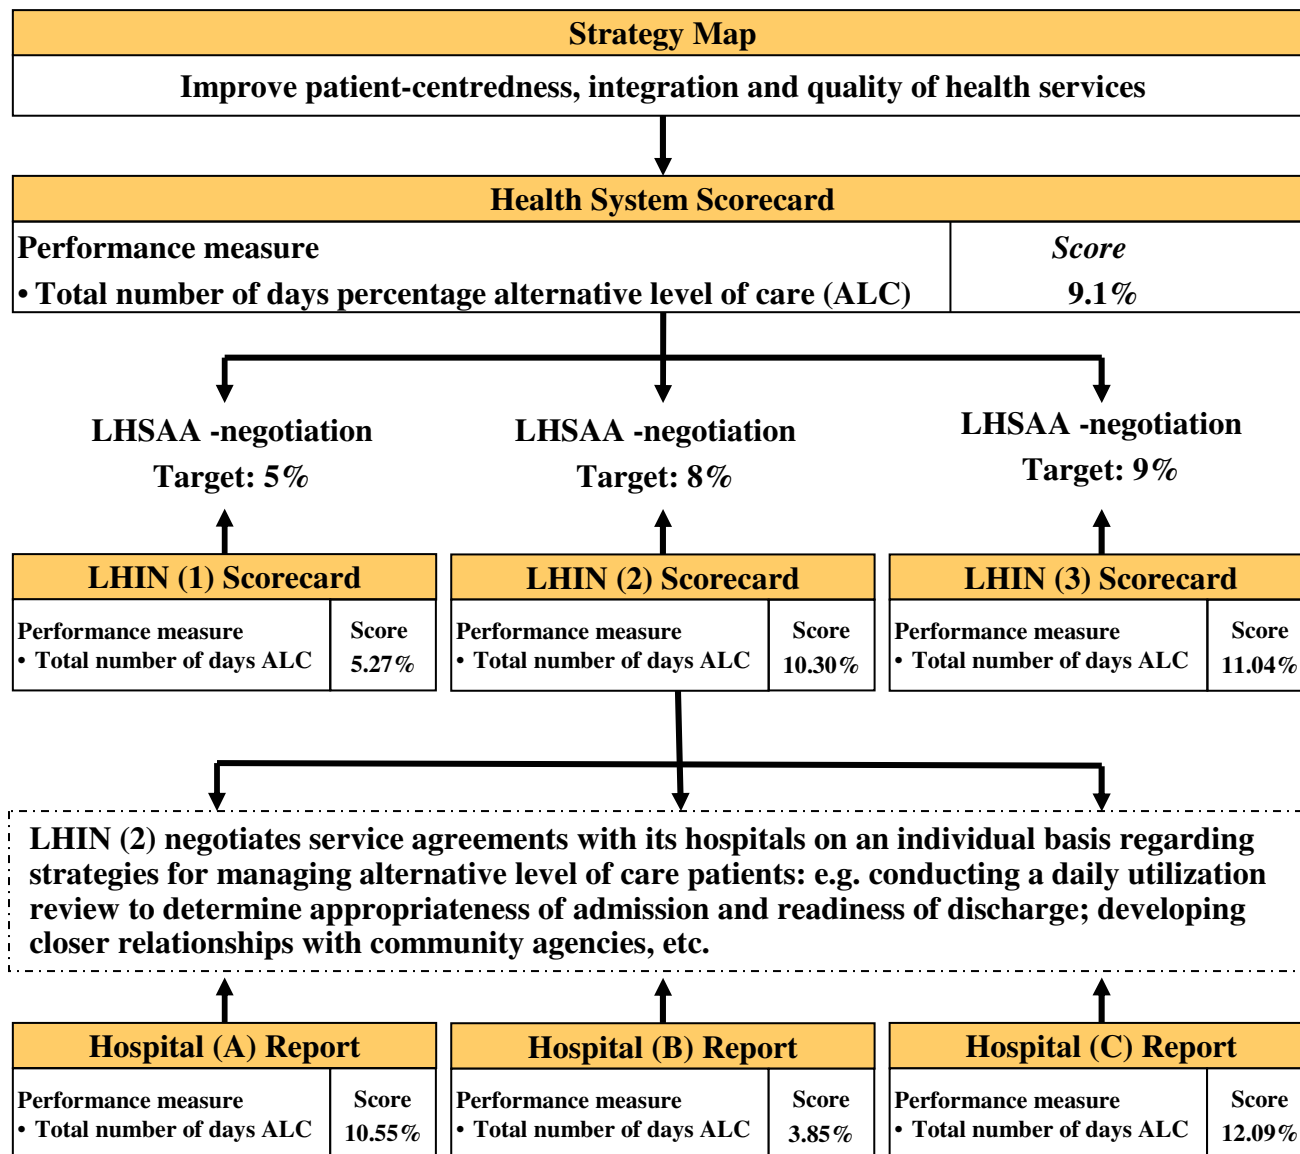 Strategy Map
Improve patient-centredness, integration and quality of health services
Health System Scorecard
Performance measure
Score
• Total number of days percentage alternative level of care (ALC)
9.1%
LHSAA -negotiation
Target: 5%
LHSAA -negotiation
Target: 8%
LHSAA -negotiation
Target: 9%
LHIN (1) Scorecard
Performance measure
• Total number of days ALC
Score
5.27%
LHIN (2) Scorecard
Performance measure
• Total number of days ALC
Score
10.30%
LHIN (3) Scorecard
Performance measure
• Total number of days ALC
Score
11.04%
LHIN (2) negotiates service agreements with its hospitals on an individual basis regarding
strategies for managing alternative level of care patients: e.g. conducting a daily utilization
review to determine appropriateness of admission and readiness of discharge; developing
closer relationships with community agencies, etc.
Hospital (A) Report
Performance measure
• Total number of days ALC
Score
10.55%
Hospital (B) Report
Performance measure
• Total number of days ALC
Score
3.85%
Hospital (C) Report
Performance measure
• Total number of days ALC
Score
12.09%